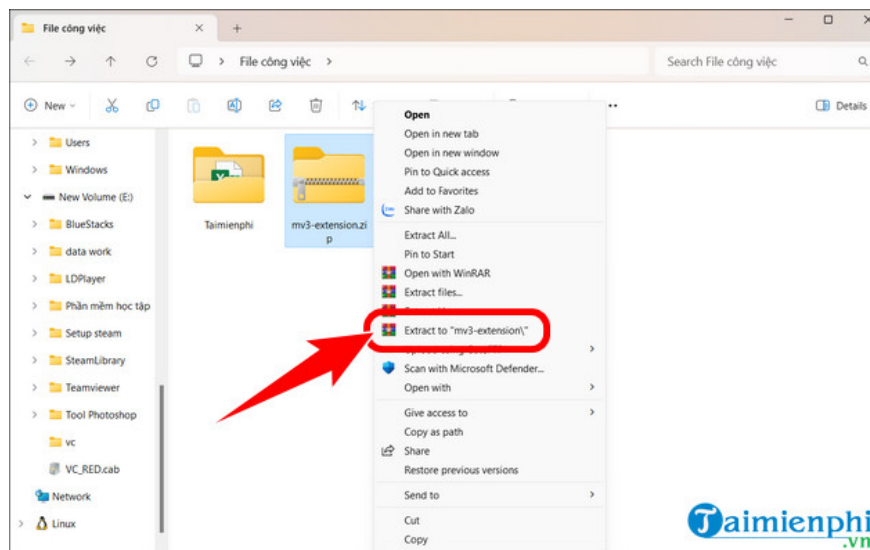 File công việc
File công việc
Search File công việc
New
Details
Users
Windows
New Volume (E:)
BlueStacks
data work
LDPlayer
Phần mềm học tập
Setup steam
SteamLibrary
Teamviewer
Tool Photoshop
vc
VC_RED.cab
Network
Linux
Taimienphi
mv3-extension.zi
p
Open
Open in new tab
Open in new window
Pin to Quick access
Add to Favorites
Share with Zalo
Extract All...
Pin to Start
Open with WinRAR
Extract files...
Extract to "mv3-extension\"
Scan with Microsoft Defender...
Open with
Give access to
Copy as path
Share
Restore previous versions
Send to
Cut
Copy
Taimienphi
.vn